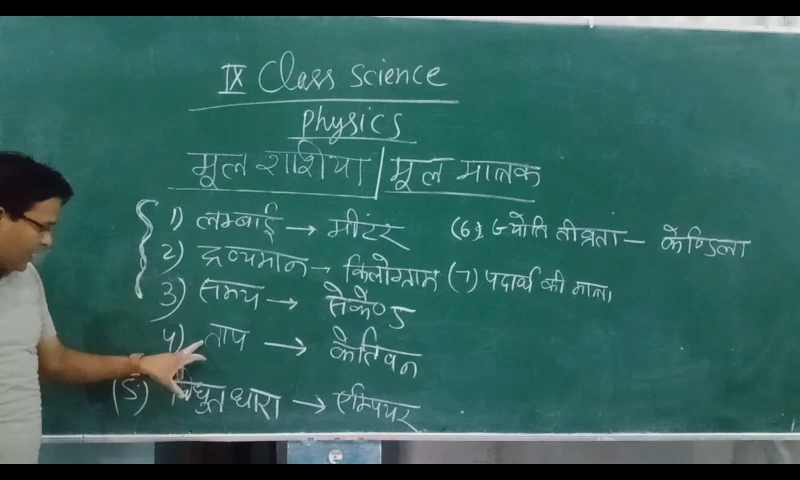 IX Class Science
Physics
मूल राशिया | मूल मात्रक
1) लम्बाई → मीटर
2) द्रव्यमान → किलोग्राम
3) समय → सैकेण्ड
4) ताप → केल्विन
(5) विधुत धारा → एम्पियर
(6) ज्योति तीव्रता – कैण्डिला
(7) पदार्थ की मात्रा